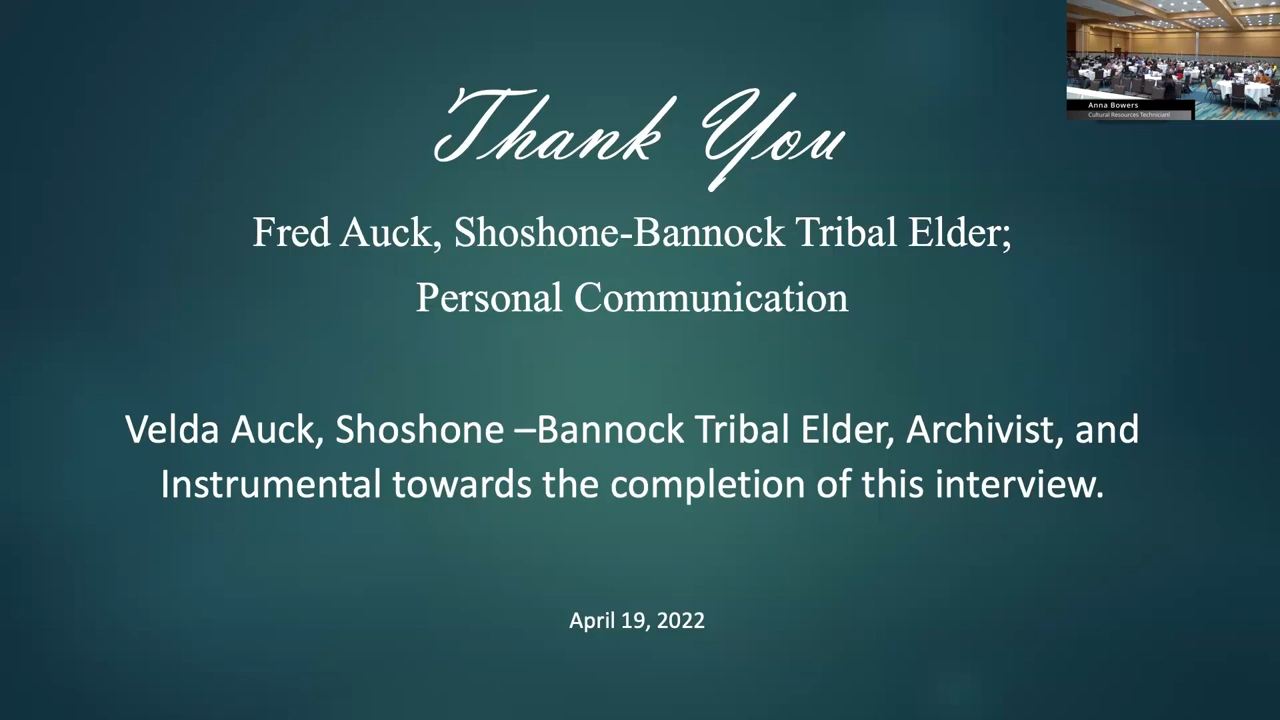 Thank You
Fred Auck, Shoshone-Bannock Tribal Elder;
Personal Communication
Velda Auck, Shoshone –Bannock Tribal Elder, Archivist, and
Instrumental towards the completion of this interview.
April 19, 2022
Anna Bowers
Cultural Resources Technicianl